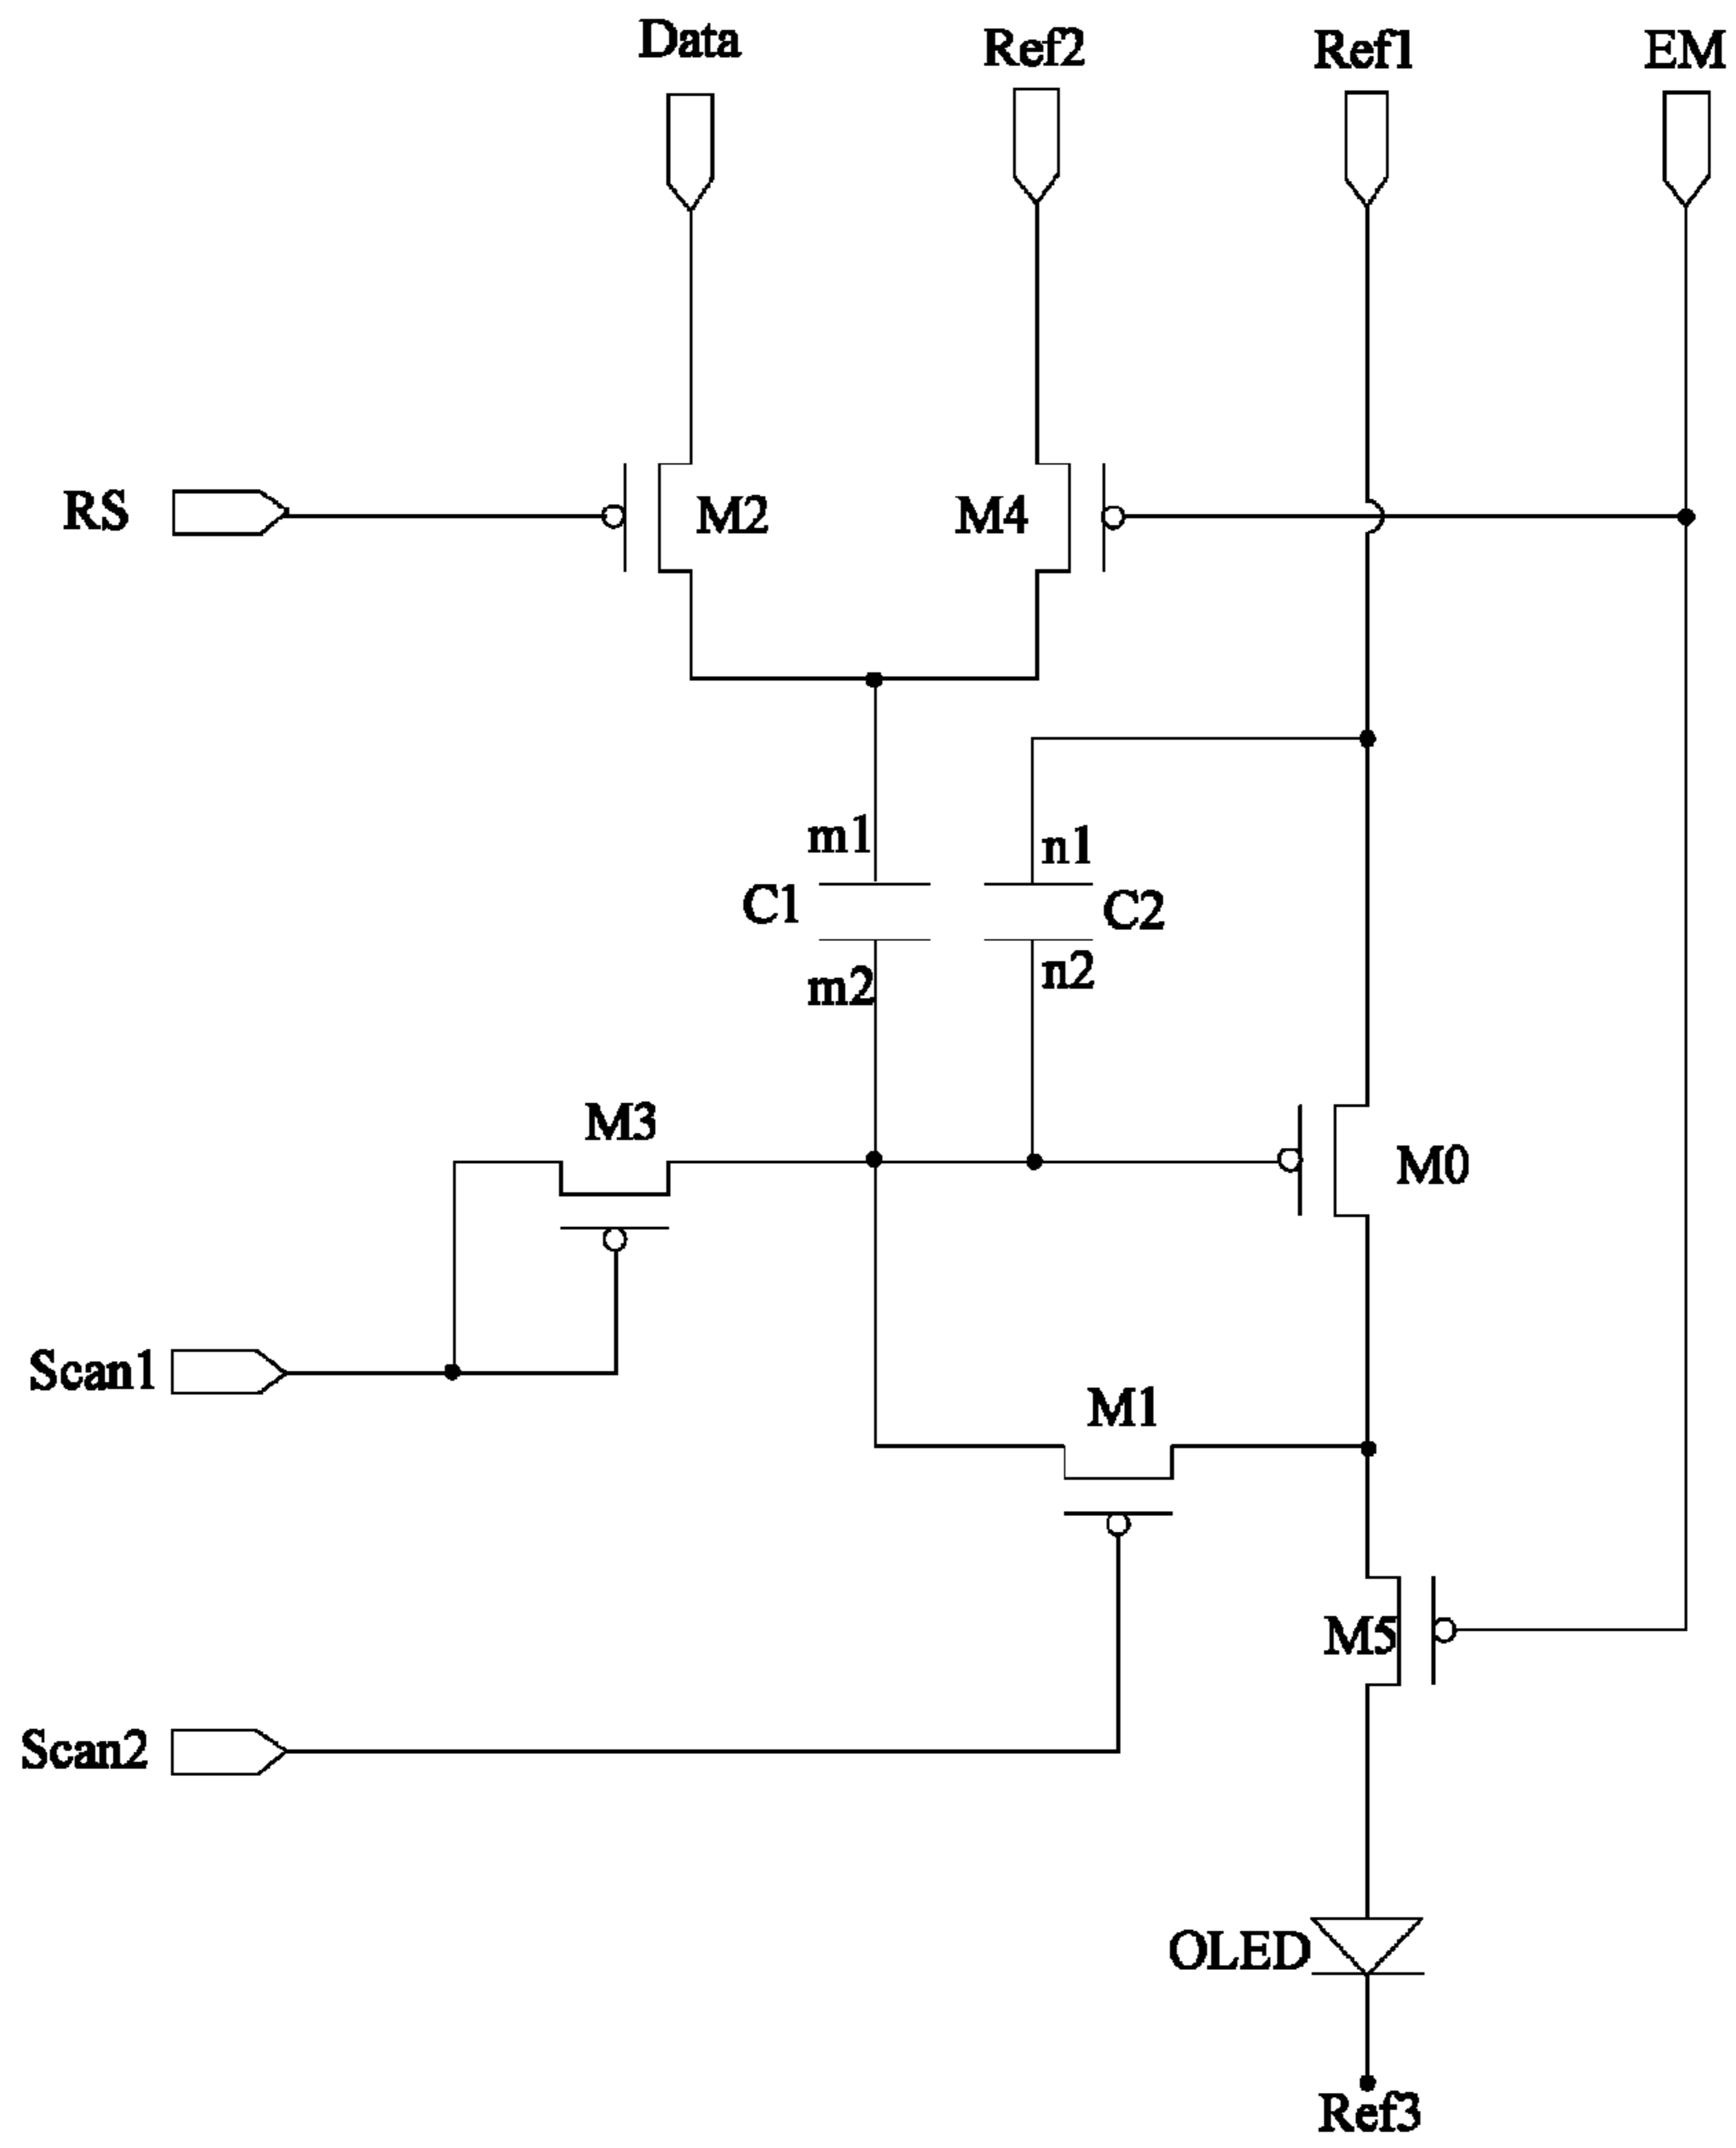 Data
Ref2
Ref1
EM
RS
M2
M4
m1
n1
C1
C2
m2
n2
M3
M0
Scan1
M1
M5
Scan2
OLED
Ref3